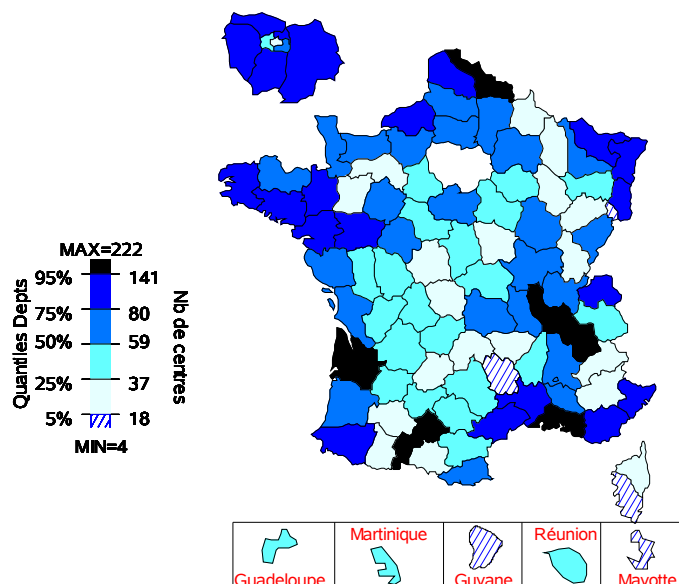 MAX=222
95% 141
75% 80
50% 59
25% 37
5% 18
MIN=4
Quantiles Depts
Nb de centres
Martinique Réunion
Guadeloupe Guyane Mayotte